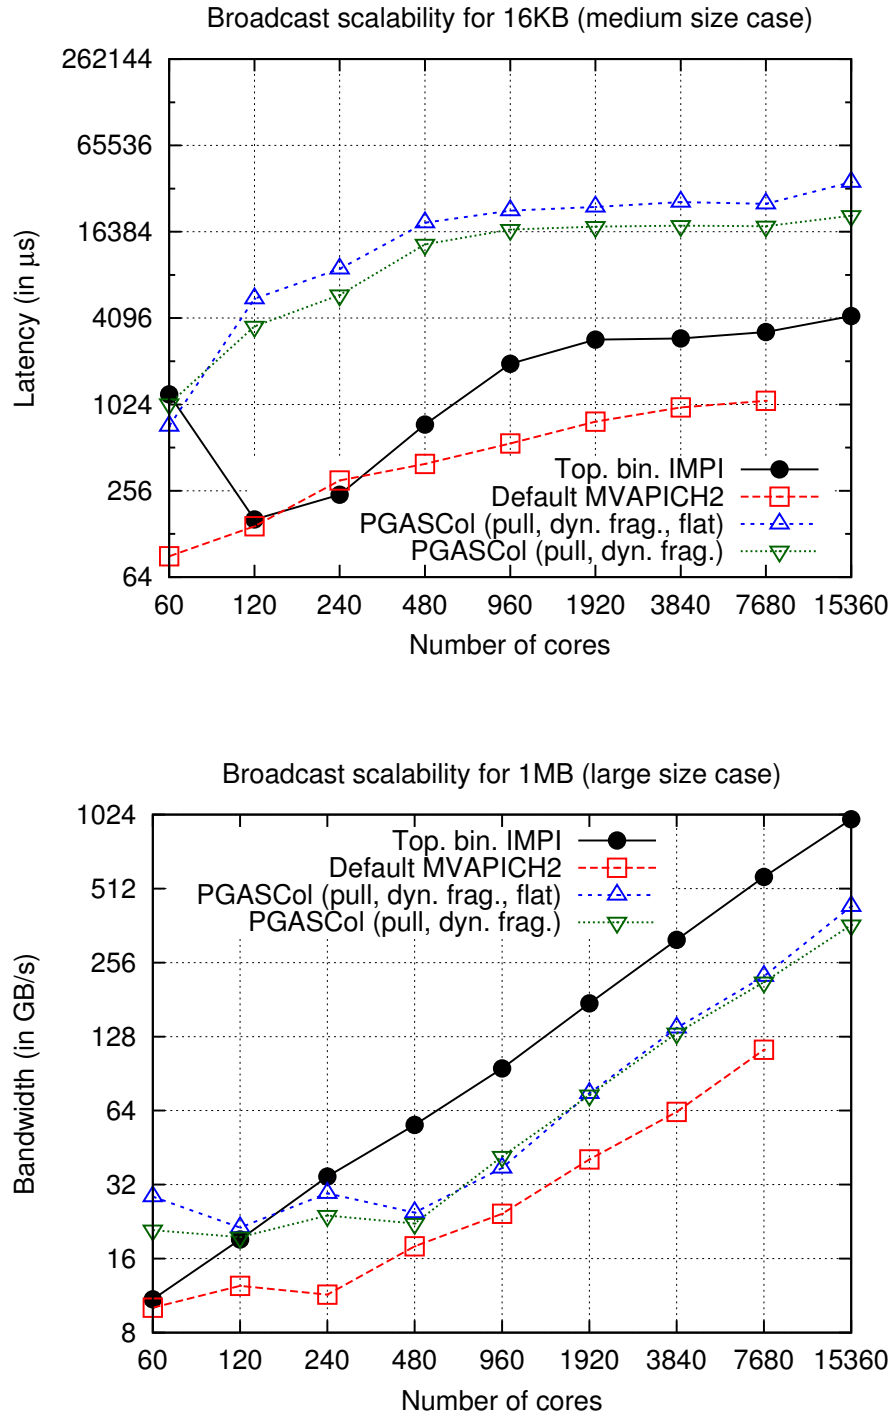 Broadcast scalability for 16KB (medium size case)
262144
65536
16384
4096
1024
256
64
Latency (in μs)
Top. bin. IMPI
Default MVAPICH2
PGASCol (pull, dyn. frag., flat)
PGASCol (pull, dyn. frag.)
60 120 240 480 960 1920 3840 7680 15360
Number of cores
Broadcast scalability for 1MB (large size case)
1024
512
256
128
64
32
16
8
Bandwidth (in GB/s)
Top. bin. IMPI
Default MVAPICH2
PGASCol (pull, dyn. frag., flat)
PGASCol (pull, dyn. frag.)
60 120 240 480 960 1920 3840 7680 15360
Number of cores